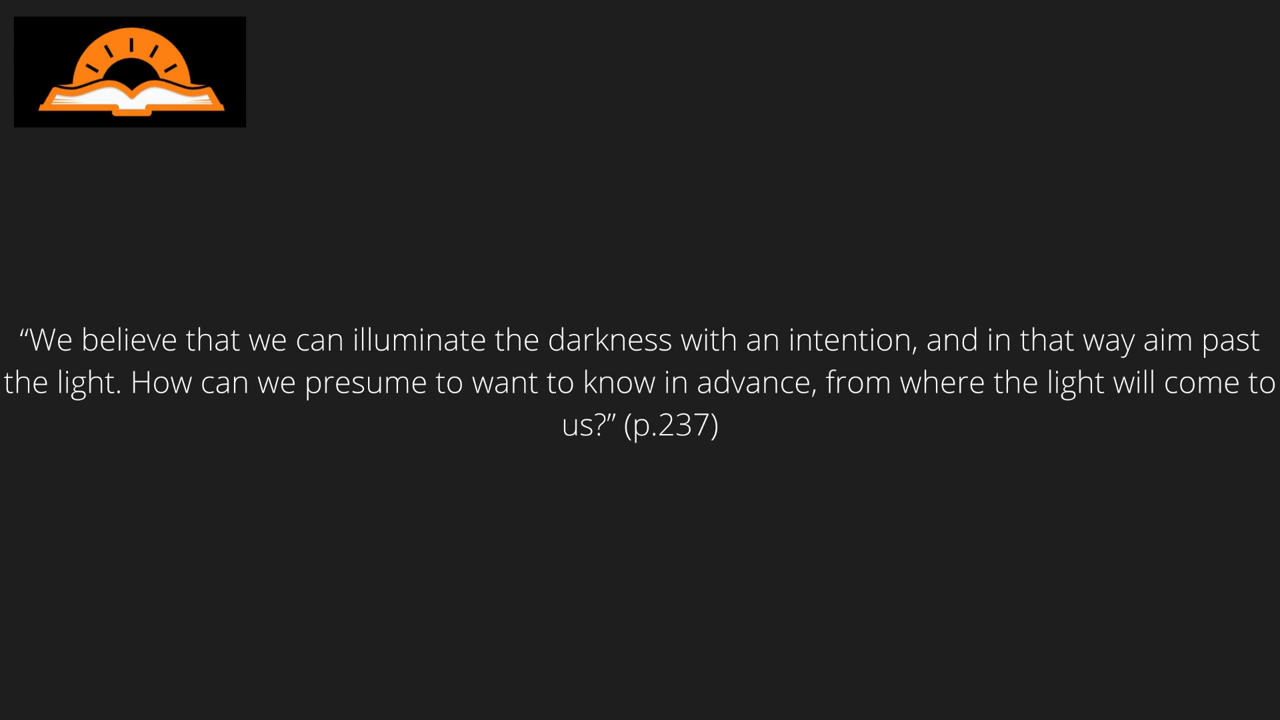 “We believe that we can illuminate the darkness with an intention, and in that way aim past
the light. How can we presume to want to know in advance, from where the light will come to
us?” (p.237)